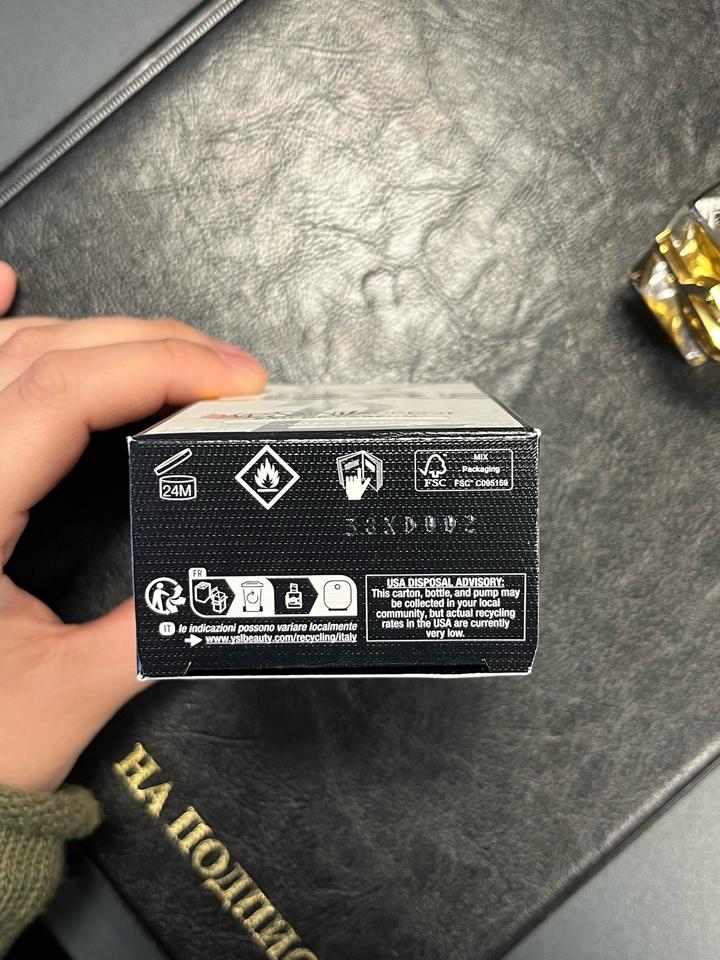 24M
MIX
Packaging
FSC
FSC® C095159
38XD002
FR
USA DISPOSAL ADVISORY:
This carton, bottle, and pump may
be collected in your local
community, but actual recycling
rates in the USA are currently
very low.
IT le indicazioni possono variare localmente
www.yslbeauty.com/recycling/italy
НА ПОДПИС